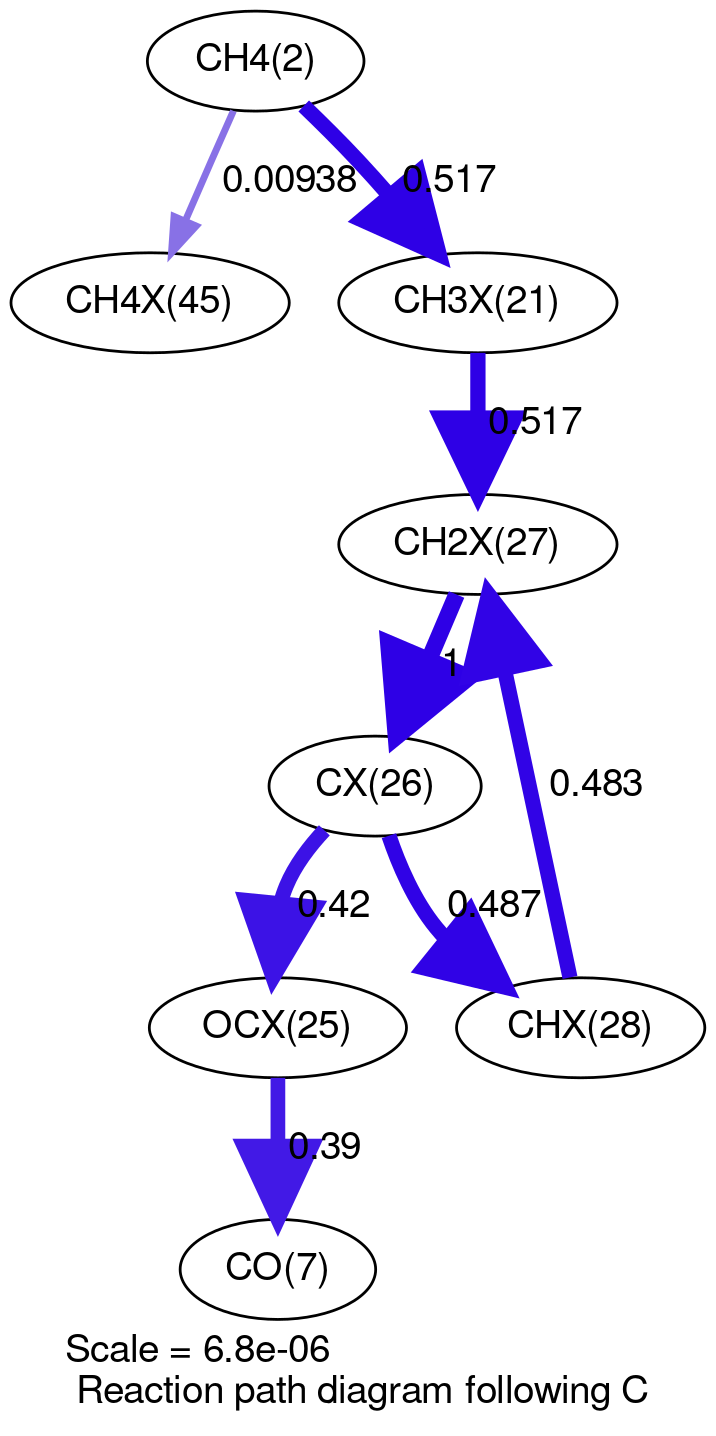 CH4(2)
0.00938
0.517
CH4X(45)
CH3X(21)
0.517
CH2X(27)
1
CX(26)
0.483
0.42
0.487
OCX(25)
CHX(28)
0.39
CO(7)
Scale = 6.8e-06
Reaction path diagram following C